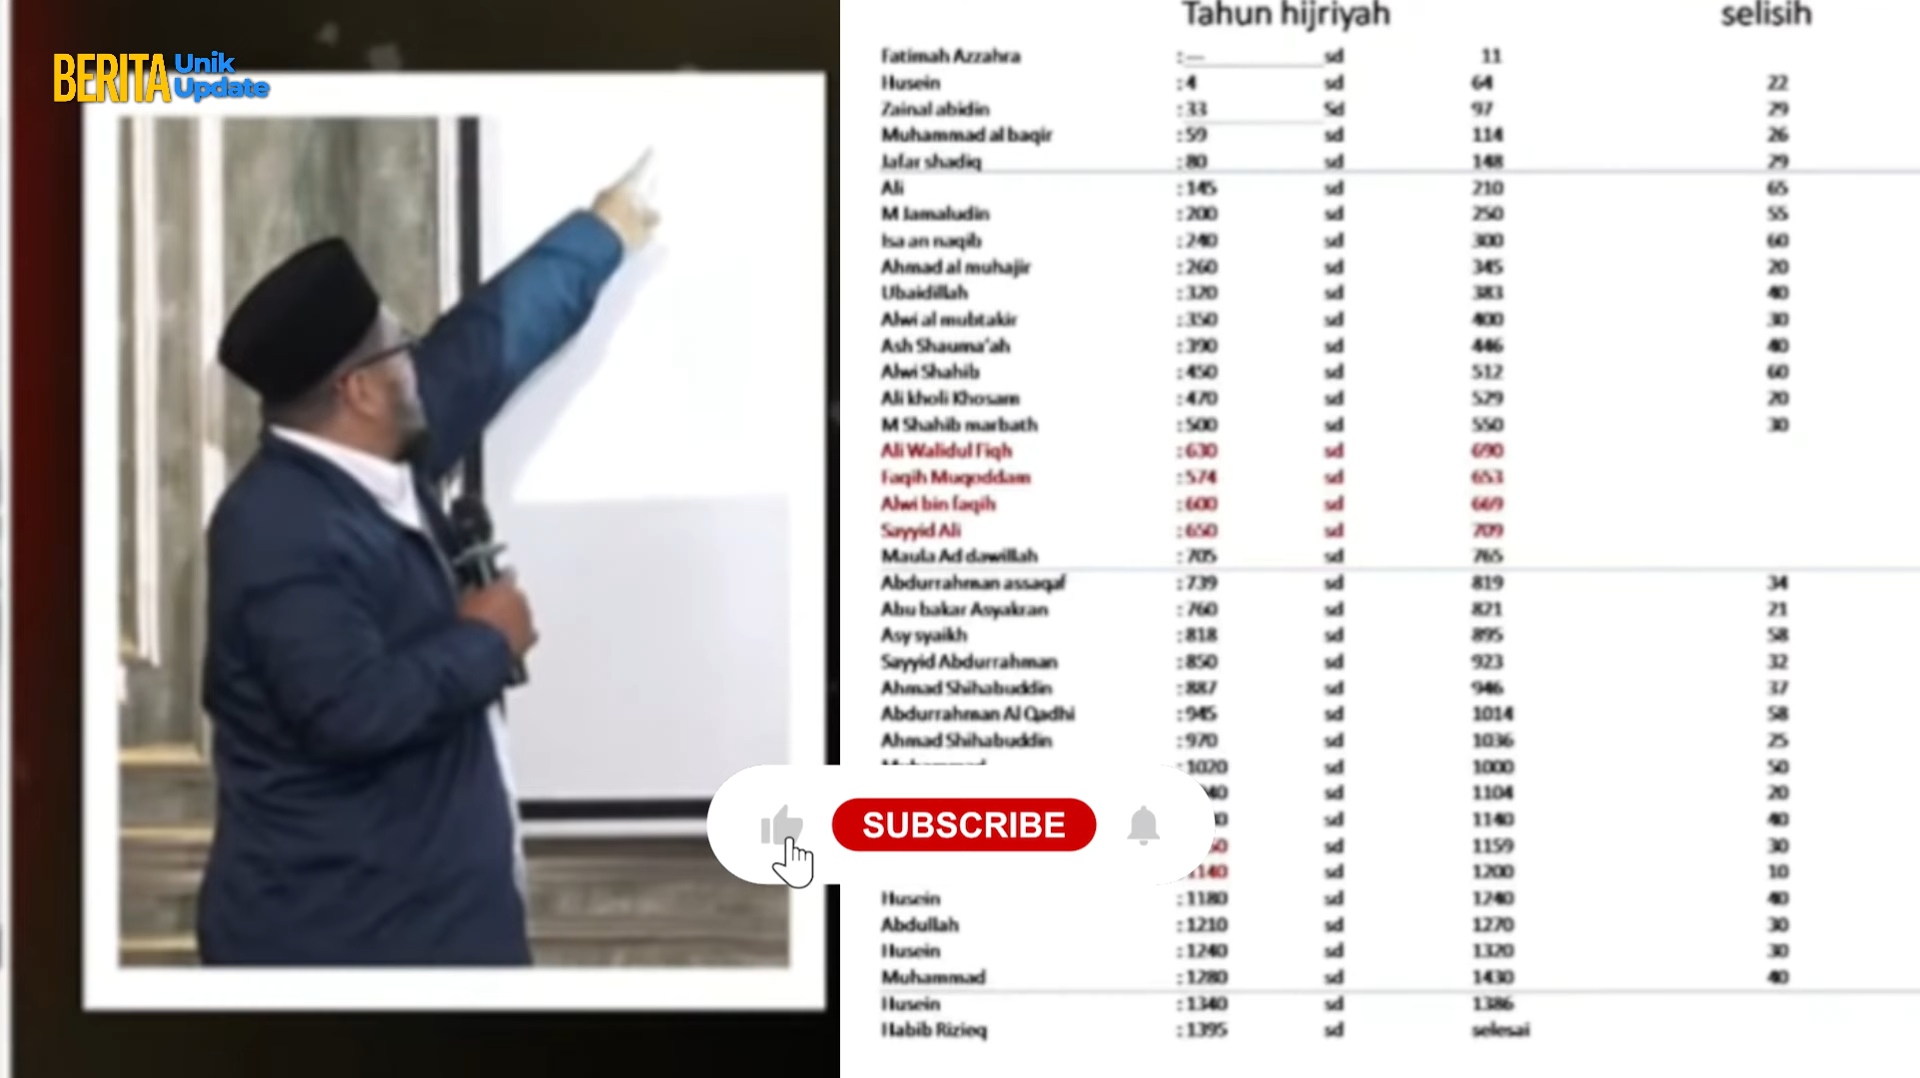 BERITA Unik Update
Tahun hijriyah selisih
Fatimah Azzahra : --- sd 11
Husein : 4 sd 64 22
Zainal abidin : 33 Sd 97 29
Muhammad al baqir : 59 sd 114 26
Jafar shadiq : 80 sd 148 29
Ali : 145 sd 210 65
M Jamaludin : 200 sd 250 55
Isa an naqib : 240 sd 300 60
Ahmad al muhajir : 260 sd 345 20
Ubaidillah : 320 sd 383 40
Alwi al mubtakir : 350 sd 400 30
Ash Shauma'ah : 390 sd 446 40
Alwi Shahib : 450 sd 512 60
Ali kholi Khosam : 470 sd 529 20
M Shahib marbath : 500 sd 550 30
Ali Walidul Fiqh : 630 sd 690
Faqih Muqoddam : 574 sd 653
Alwi bin faqih : 600 sd 669
Sayyid Ali : 650 sd 709
Maula Ad dawillah : 705 sd 765
Abdurrahman assaqaf : 739 sd 819 34
Abu bakar Asyakran : 760 sd 821 21
Asy syaikh : 818 sd 895 58
Sayyid Abdurrahman : 850 sd 923 32
Ahmad Shihabuddin : 887 sd 946 37
Abdurrahman Al Qadhi : 945 sd 1014 58
Ahmad Shihabuddin : 970 sd 1036 25
: 1020 sd 1000 50
sd 1104 20
sd 1140 40
sd 1159 30
1140 sd 1200 10
SUBSCRIBE
Husein : 1180 sd 1240 40
Abdullah : 1210 sd 1270 30
Husein : 1240 sd 1320 30
Muhammad : 1280 sd 1430 40
Husein : 1340 sd 1386
Habib Rizieq : 1395 sd selesai